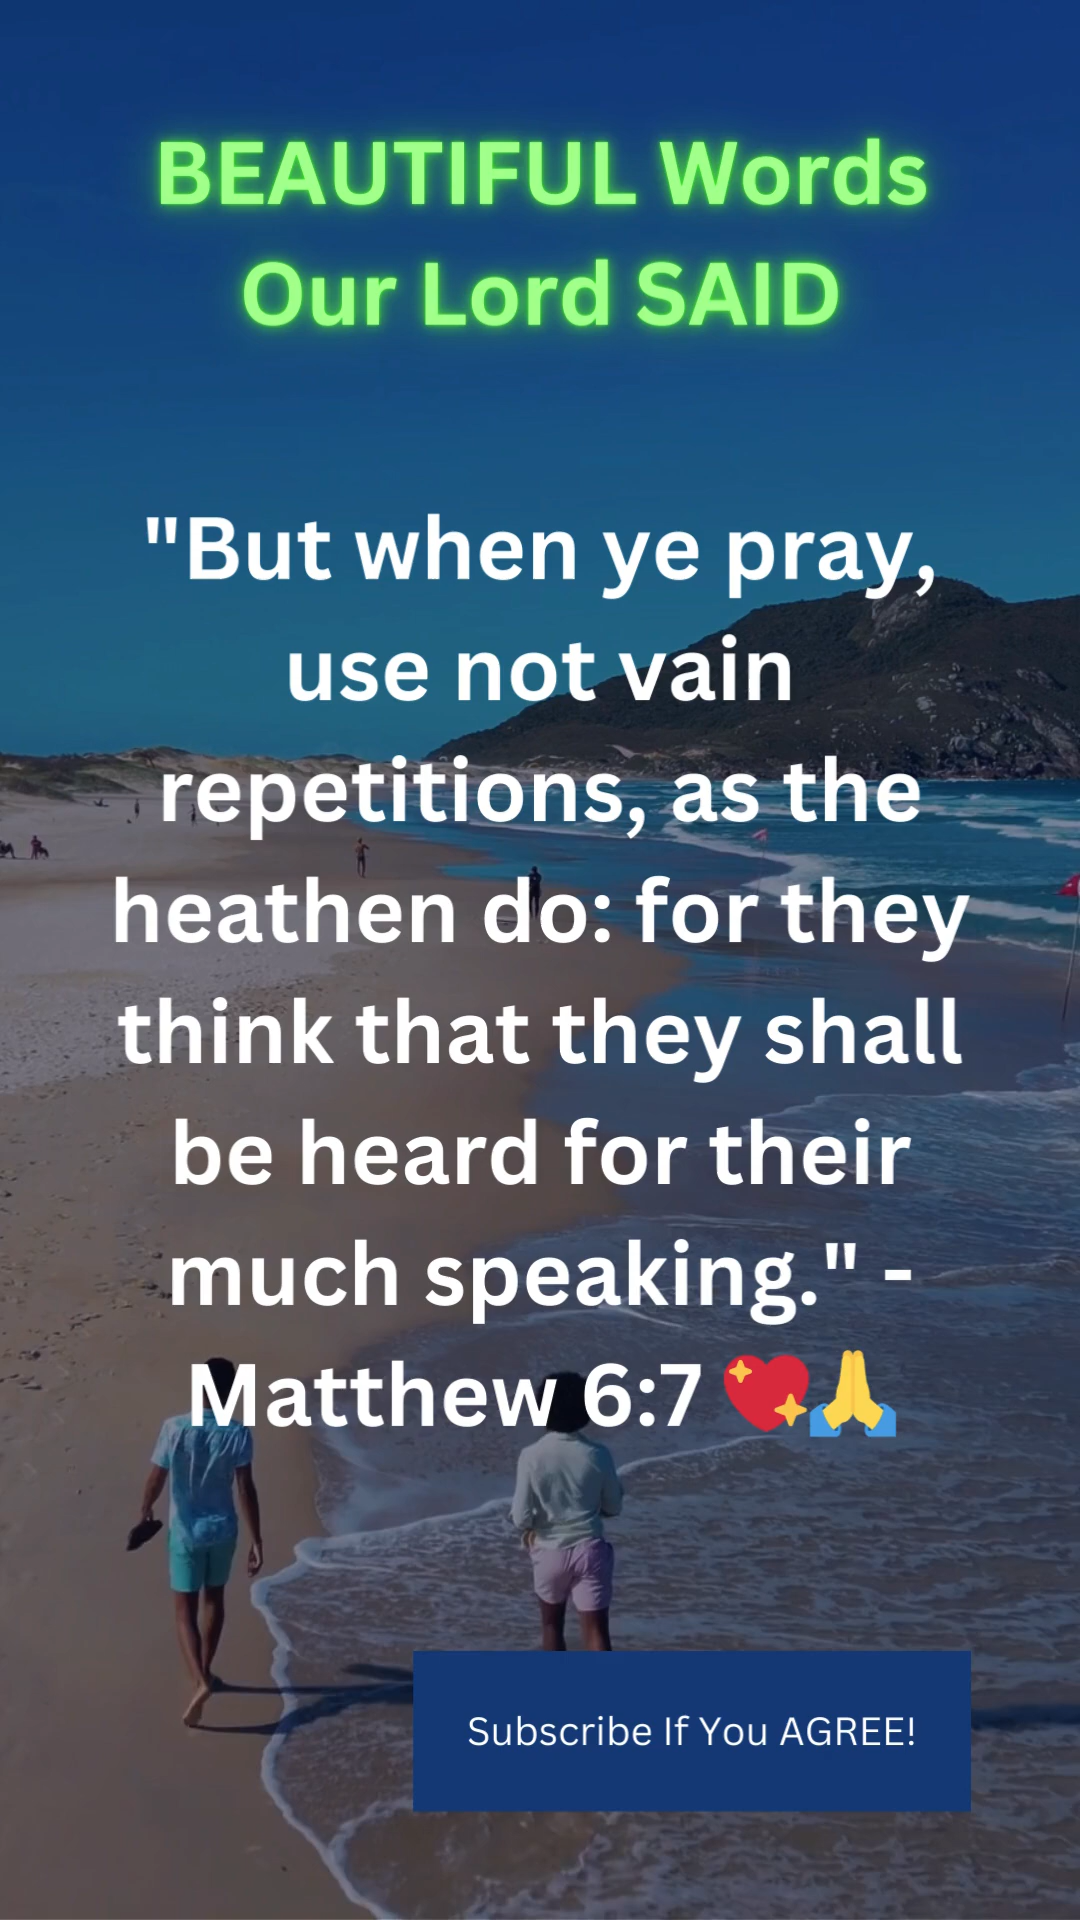 BEAUTIFUL Words
Our Lord SAID
"But when ye pray,
use not vain
repetitions, as the
heathen do: for they
think that they shall
be heard for their
much speaking." -
Matthew 6:7 💖🙏
Subscribe If You AGREE!